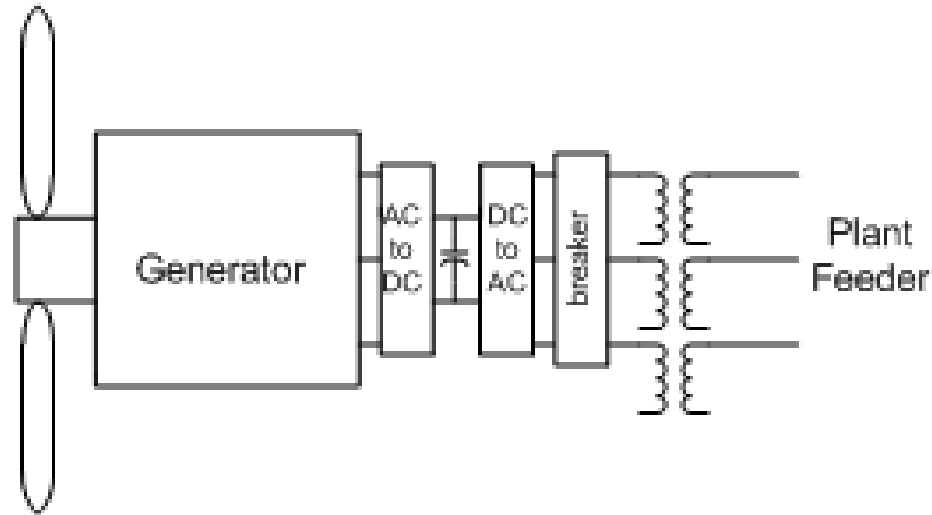 Generator
AC
to
DC
DC
to
AC
breaker
Plant
Feeder